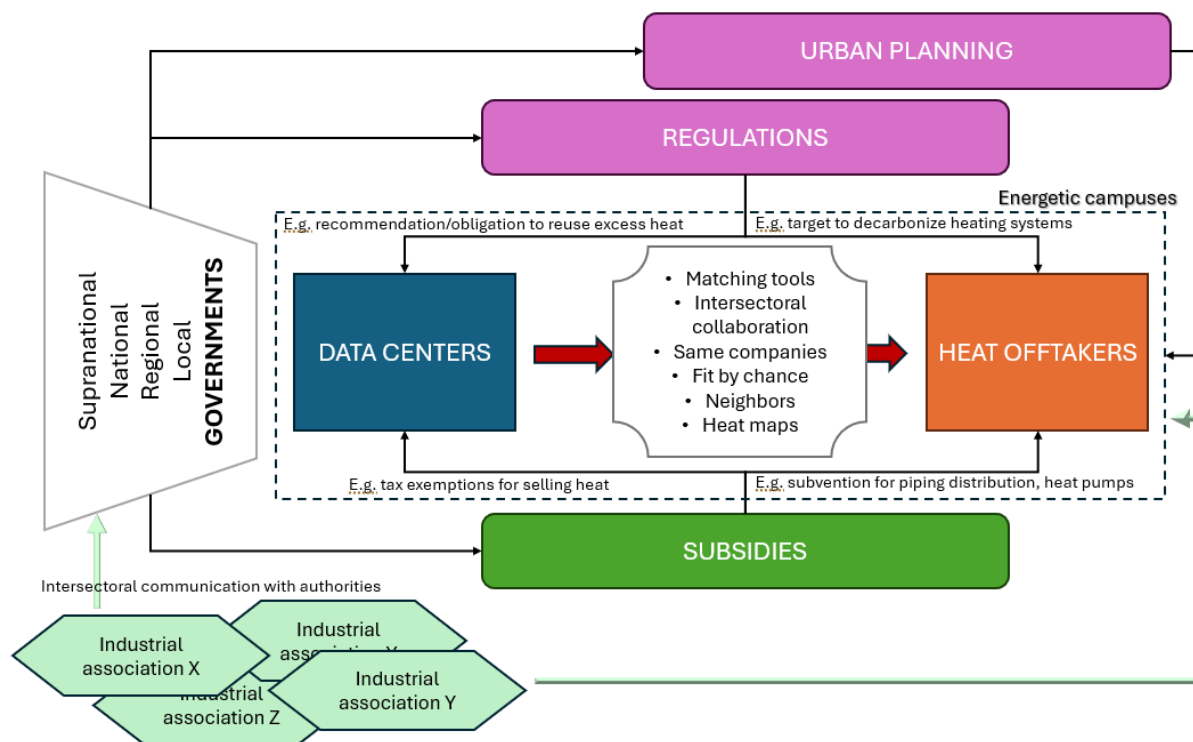 URBAN PLANNING
REGULATIONS
Energetic campuses
E.g. recommendation/obligation to reuse excess heat
E.g. target to decarbonize heating systems
Supranational
National
Regional
Local
GOVERNMENTS
DATA CENTERS
• Matching tools
• Intersectoral
collaboration
• Same companies
• Fit by chance
• Neighbors
• Heat maps
HEAT OFFTAKERS
E.g. tax exemptions for selling heat
E.g. subvention for piping distribution, heat pumps
SUBSIDIES
Intersectoral communication with authorities
Industrial
association X
Industrial
Industrial
association Y
Industrial
association Z